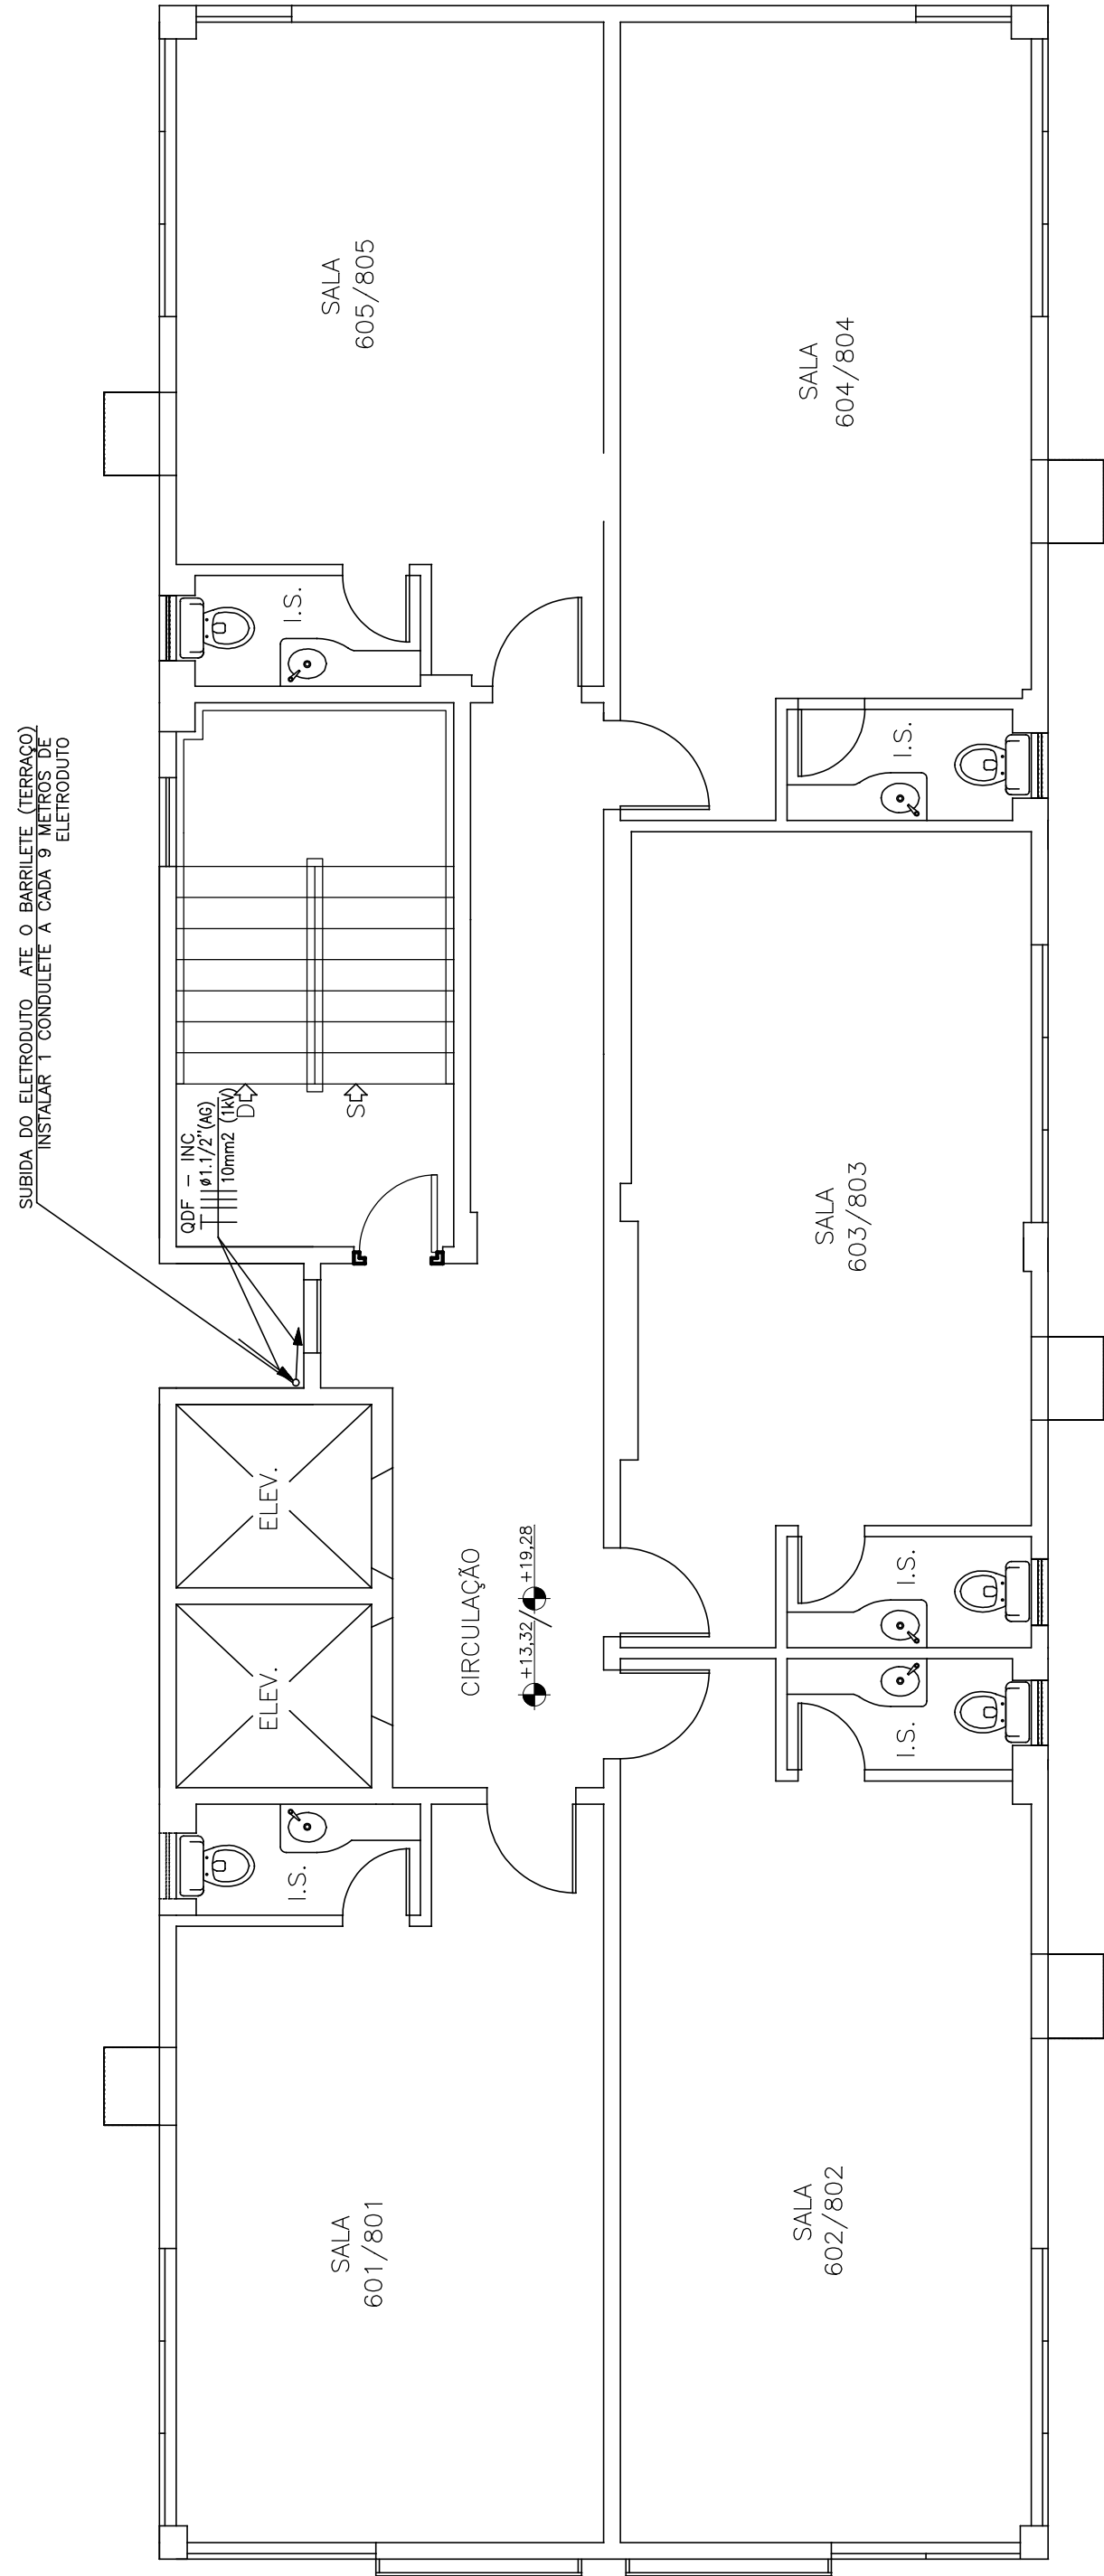 SUBIDA DO ELETRODUTO ATE O BARRILETE (TERRAÇO)
INSTALAR 1 CONDULETE A CADA 9 METROS DE
ELETRODUTO
QDF - INC
ø1.1/2"(AG)
10mm2 (1kV)
D
S
SALA
605/805
I.S.
SALA
604/804
I.S.
SALA
603/803
I.S.
ELEV.
ELEV.
CIRCULAÇÃO
+13,32/+19,28
I.S.
I.S.
SALA
601/801
SALA
602/802